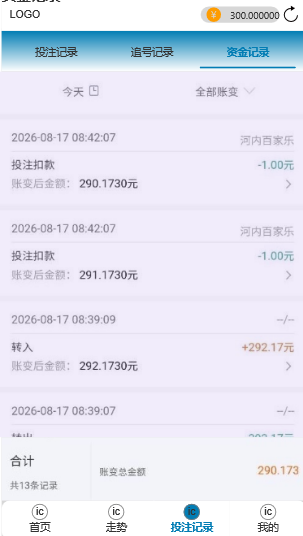 LOGO
300.000000
投注记录 追号记录 资金记录
今天 全部账变
2026-08-17 08:42:07 河内百家乐
投注扣款 -1.00元
账变后金额： 290.1730元
2026-08-17 08:42:07 河内百家乐
投注扣款 -1.00元
账变后金额： 291.1730元
2026-08-17 08:39:09 --/--
转入 +292.17元
账变后金额： 292.1730元
2026-08-17 08:39:07 --/--
合计
共13条记录
账变总金额 290.173
ic ic ic ic
首页 走势 投注记录 我的